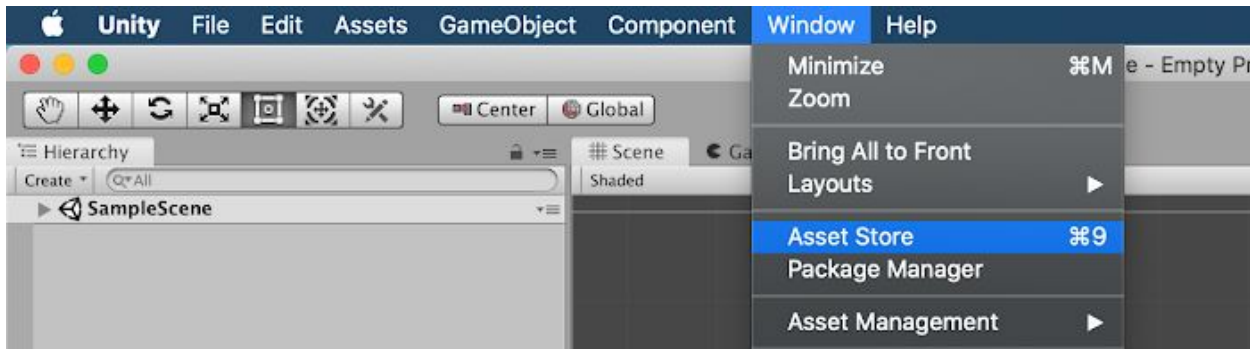 Unity File Edit Assets GameObject Component Window Help
Minimize ⌘M
e - Empty Pr
Zoom
Center Global
Bring All to Front
Hierarchy
Scene Ga
Create All
Shaded
Layouts
SampleScene
Asset Store ⌘9
Package Manager
Asset Management